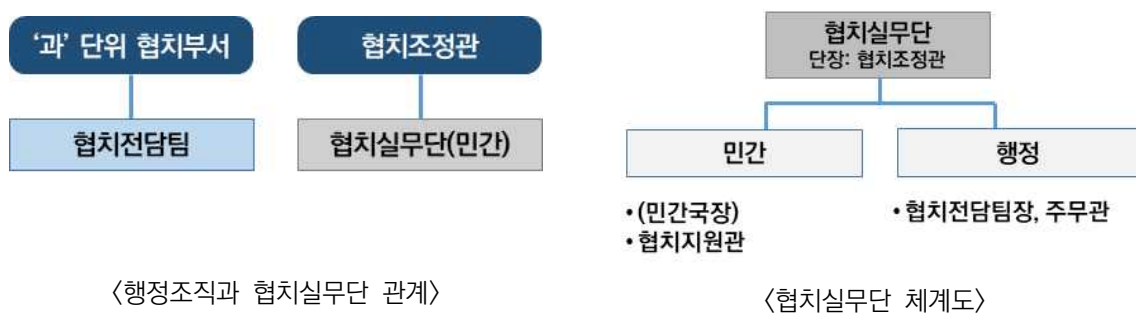 ‘과’ 단위 협치부서
협치전담팀
협치조정관
협치실무단(민간)
〈행정조직과 협치실무단 관계〉
협치실무단
단장: 협치조정관
민간
행정
• (민간국장)
• 협치지원관
• 협치전담팀장, 주무관
〈협치실무단 체계도〉